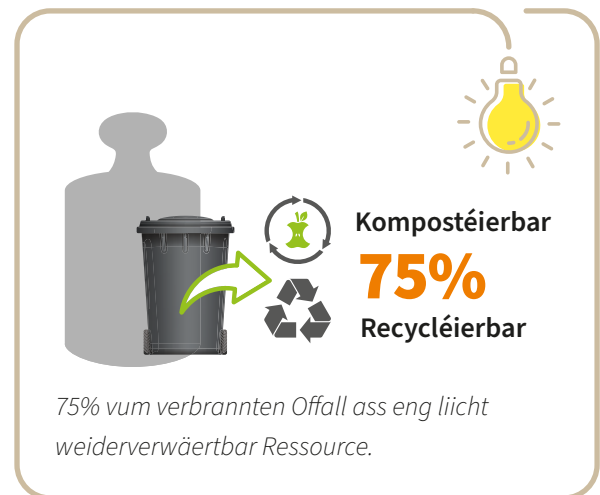 Kompostéierbar
75%
Recycléierbar
75% vum verbrannten Offall ass eng liicht
weiderverwäertbar Ressource.